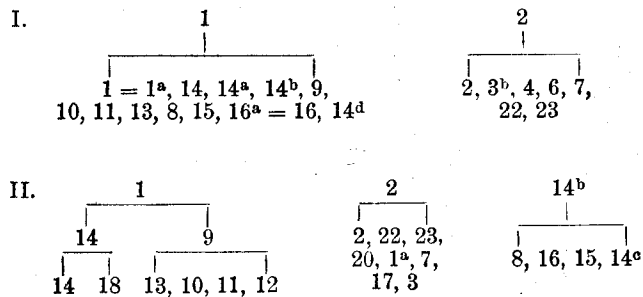 I. 1 2
1 = 1ᵃ, 14, 14ᵃ, 14ᵇ, 9, 2, 3ᵇ, 4, 6, 7,
10, 11, 13, 8, 15, 16ᵃ = 16, 14ᵈ 22, 23
II. 1 2 14ᵇ
14 9 2, 22, 23, 8, 16, 15, 14ᶜ
20, 1ᵃ, 7,
14 18 13, 10, 11, 12 17, 3